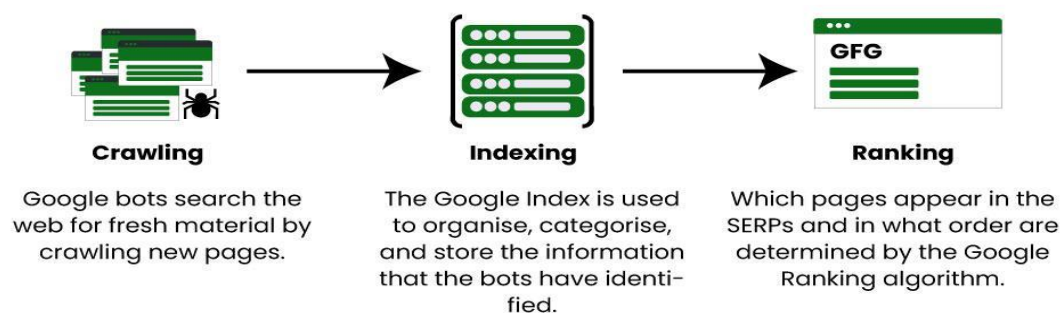 GFG
Crawling
Google bots search the
web for fresh material by
crawling new pages.
Indexing
The Google Index is used
to organise, categorise,
and store the information
that the bots have identi-
fied.
Ranking
Which pages appear in the
SERPs and in what order are
determined by the Google
Ranking algorithm.